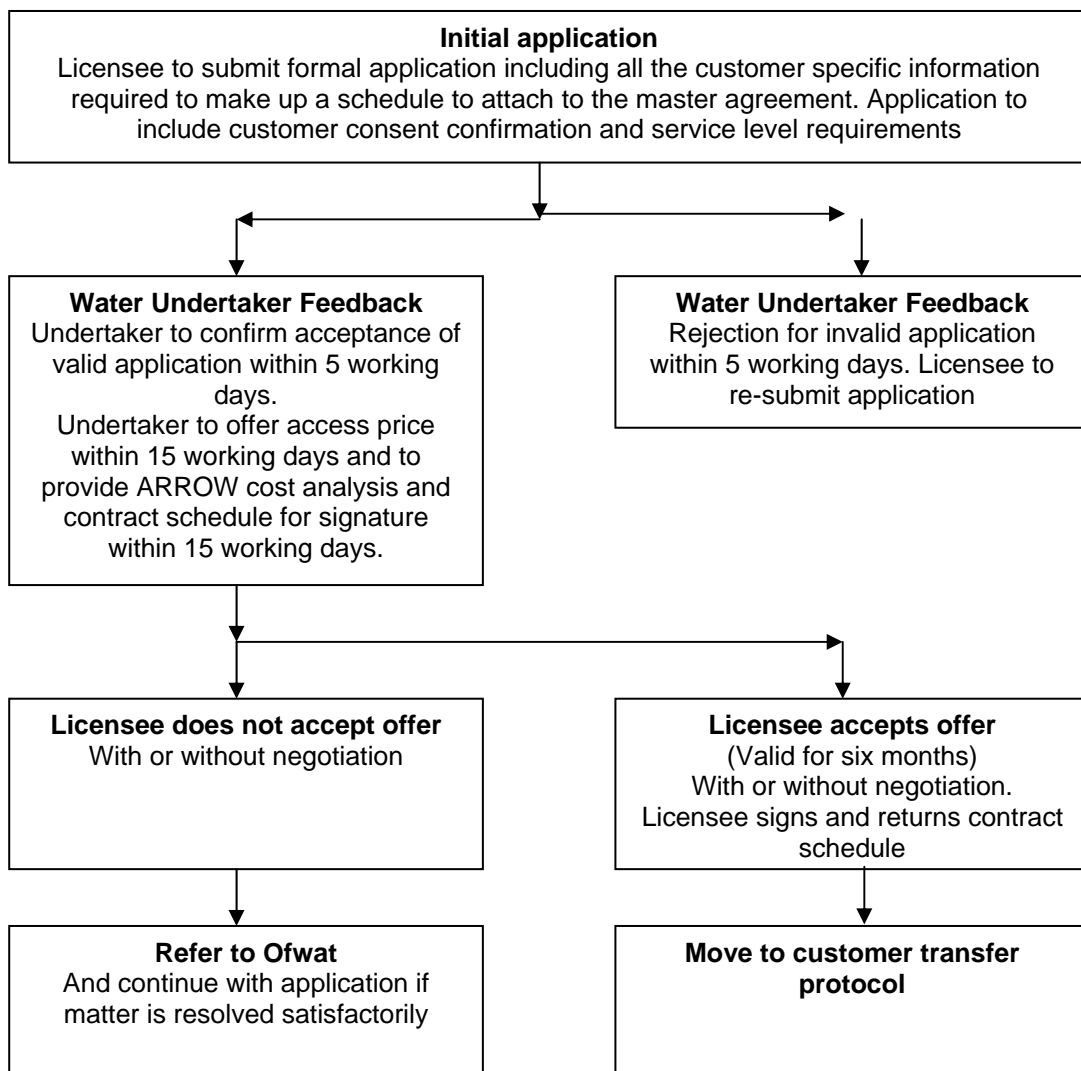 Initial application
Licensee to submit formal application including all the customer specific information
required to make up a schedule to attach to the master agreement. Application to
include customer consent confirmation and service level requirements
Water Undertaker Feedback
Undertaker to confirm acceptance of
valid application within 5 working
days.
Undertaker to offer access price
within 15 working days and to
provide ARROW cost analysis and
contract schedule for signature
within 15 working days.
Water Undertaker Feedback
Rejection for invalid application
within 5 working days. Licensee to
re-submit application
Licensee does not accept offer
With or without negotiation
Licensee accepts offer
(Valid for six months)
With or without negotiation.
Licensee signs and returns contract
schedule
Refer to Ofwat
And continue with application if
matter is resolved satisfactorily
Move to customer transfer
protocol